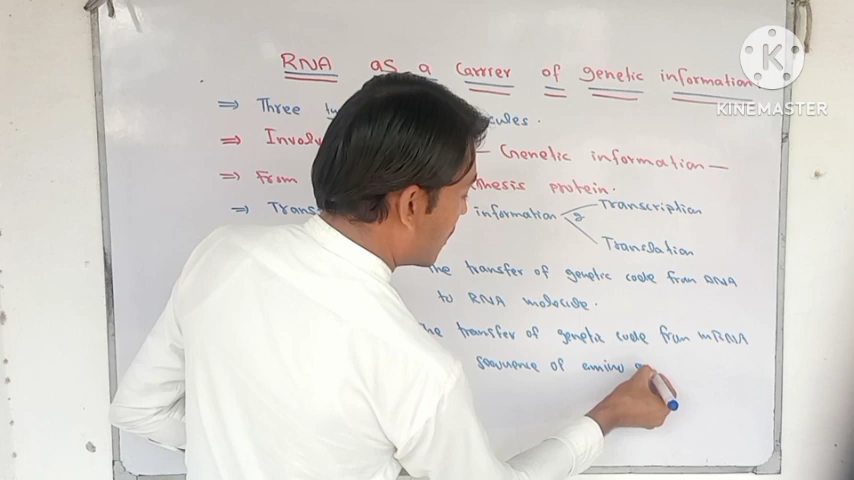 RNA as a carrier of genetic information.
K
KINEMASTER
⇒ Three cules.
⇒ Involv — Genetic information —
⇒ From hesis protein.
⇒ Trans information Transcription
Translation
The transfer of genetic code from DNA
to RNA molecule.
The transfer of genetic code from mRNA
sequence of amino a